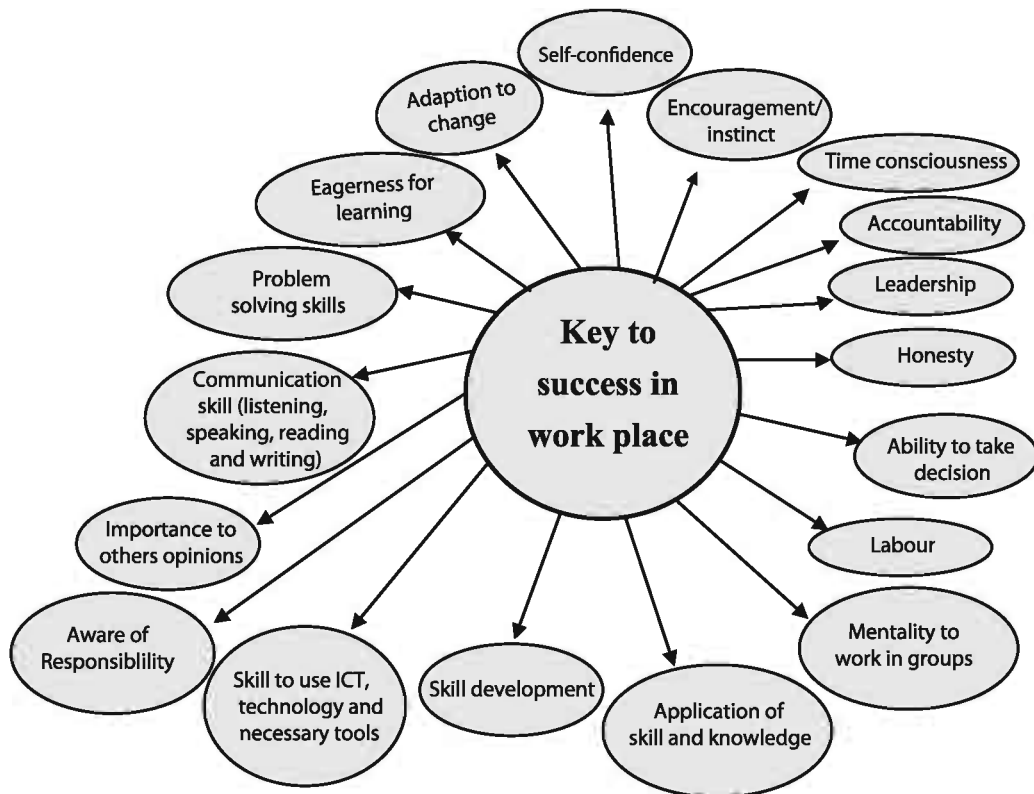 Key to
success in
work place
Self-confidence
Encouragement/
instinct
Time consciousness
Accountability
Leadership
Honesty
Ability to take
decision
Labour
Mentality to
work in groups
Application of
skill and knowledge
Skill development
Skill to use ICT,
technology and
necessary tools
Aware of
Responsiblility
Importance to
others opinions
Communication
skill (listening,
speaking, reading
and writing)
Problem
solving skills
Eagerness for
learning
Adaption to
change